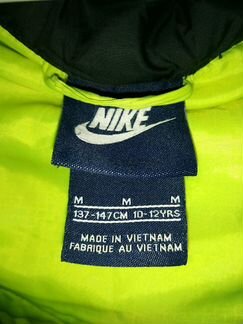 NIKE
M M M
137-147CM 10-12YRS
MADE IN VIETNAM
FABRIQUE AU VIETNAM